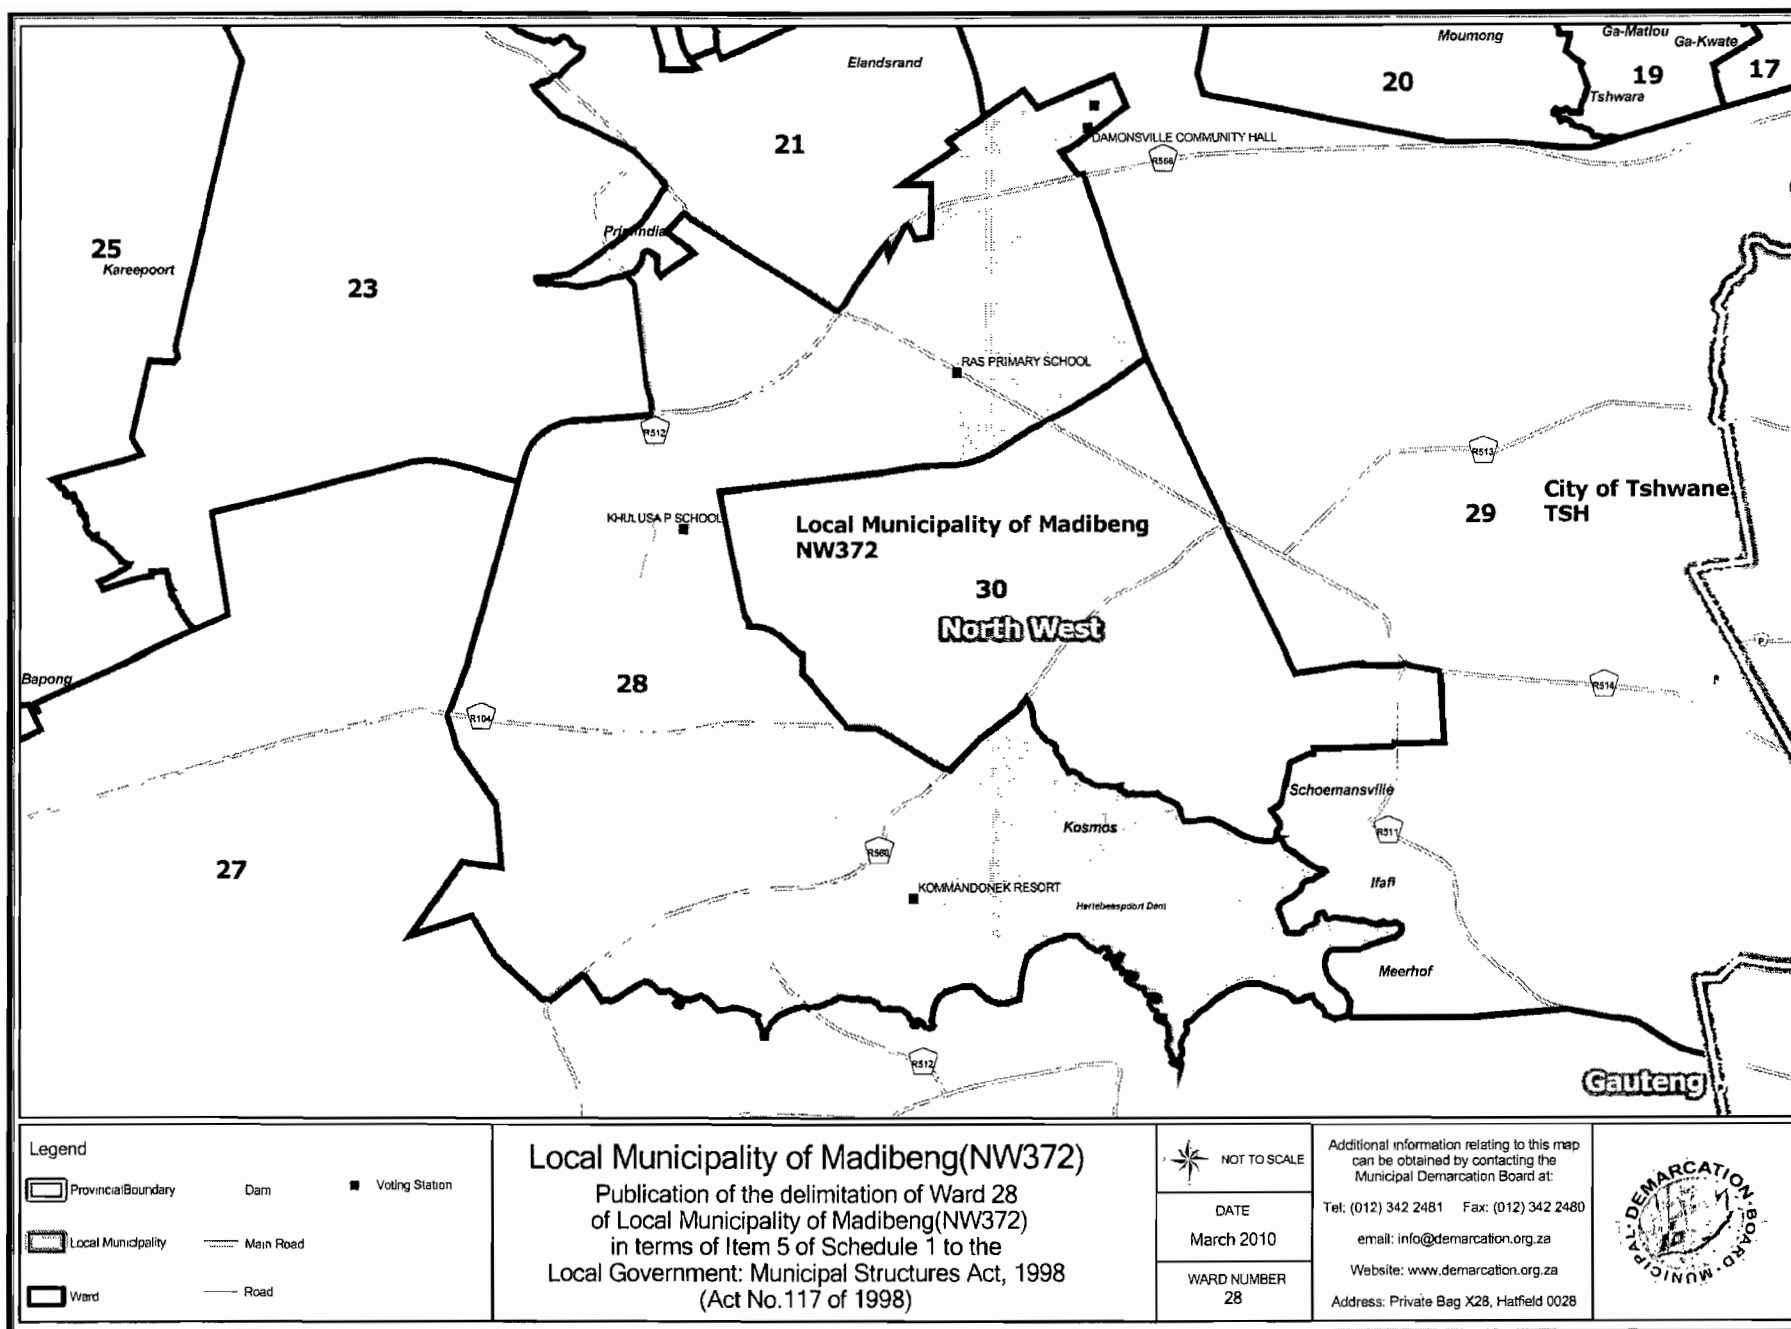 Elandsrand
Moumong
Ga-Matlou
Ga-Kwate
20
19
17
Tshwara
21
DAMONSVILLE COMMUNITY HALL
R566
25
Kareepoort
23
RAS PRIMARY SCHOOL
R512
R513
KHULUSA P SCHOOL
Local Municipality of Madibeng
NW372
29
City of Tshwane
TSH
30
North West
Bapong
28
R514
R104
Schoemansville
Kosmos
R511
R560
27
KOMMANDONEK RESORT
Ifafi
Hartebeespoort Dam
Meerhof
R512
Gauteng
Legend
Provincial Boundary
Dam
Voting Station
Local Municipality
Main Road
Ward
Road
Local Municipality of Madibeng(NW372)
Publication of the delimitation of Ward 28
of Local Municipality of Madibeng(NW372)
in terms of Item 5 of Schedule 1 to the
Local Government: Municipal Structures Act, 1998
(Act No.117 of 1998)
NOT TO SCALE
DATE
March 2010
WARD NUMBER
28
Additional information relating to this map
can be obtained by contacting the
Municipal Demarcation Board at:
Tel: (012) 342 2481 Fax: (012) 342 2480
email: info@demarcation.org.za
Website: www.demarcation.org.za
Address: Private Bag X28, Hatfield 0028
MUNICIPAL DEMARCATION BOARD